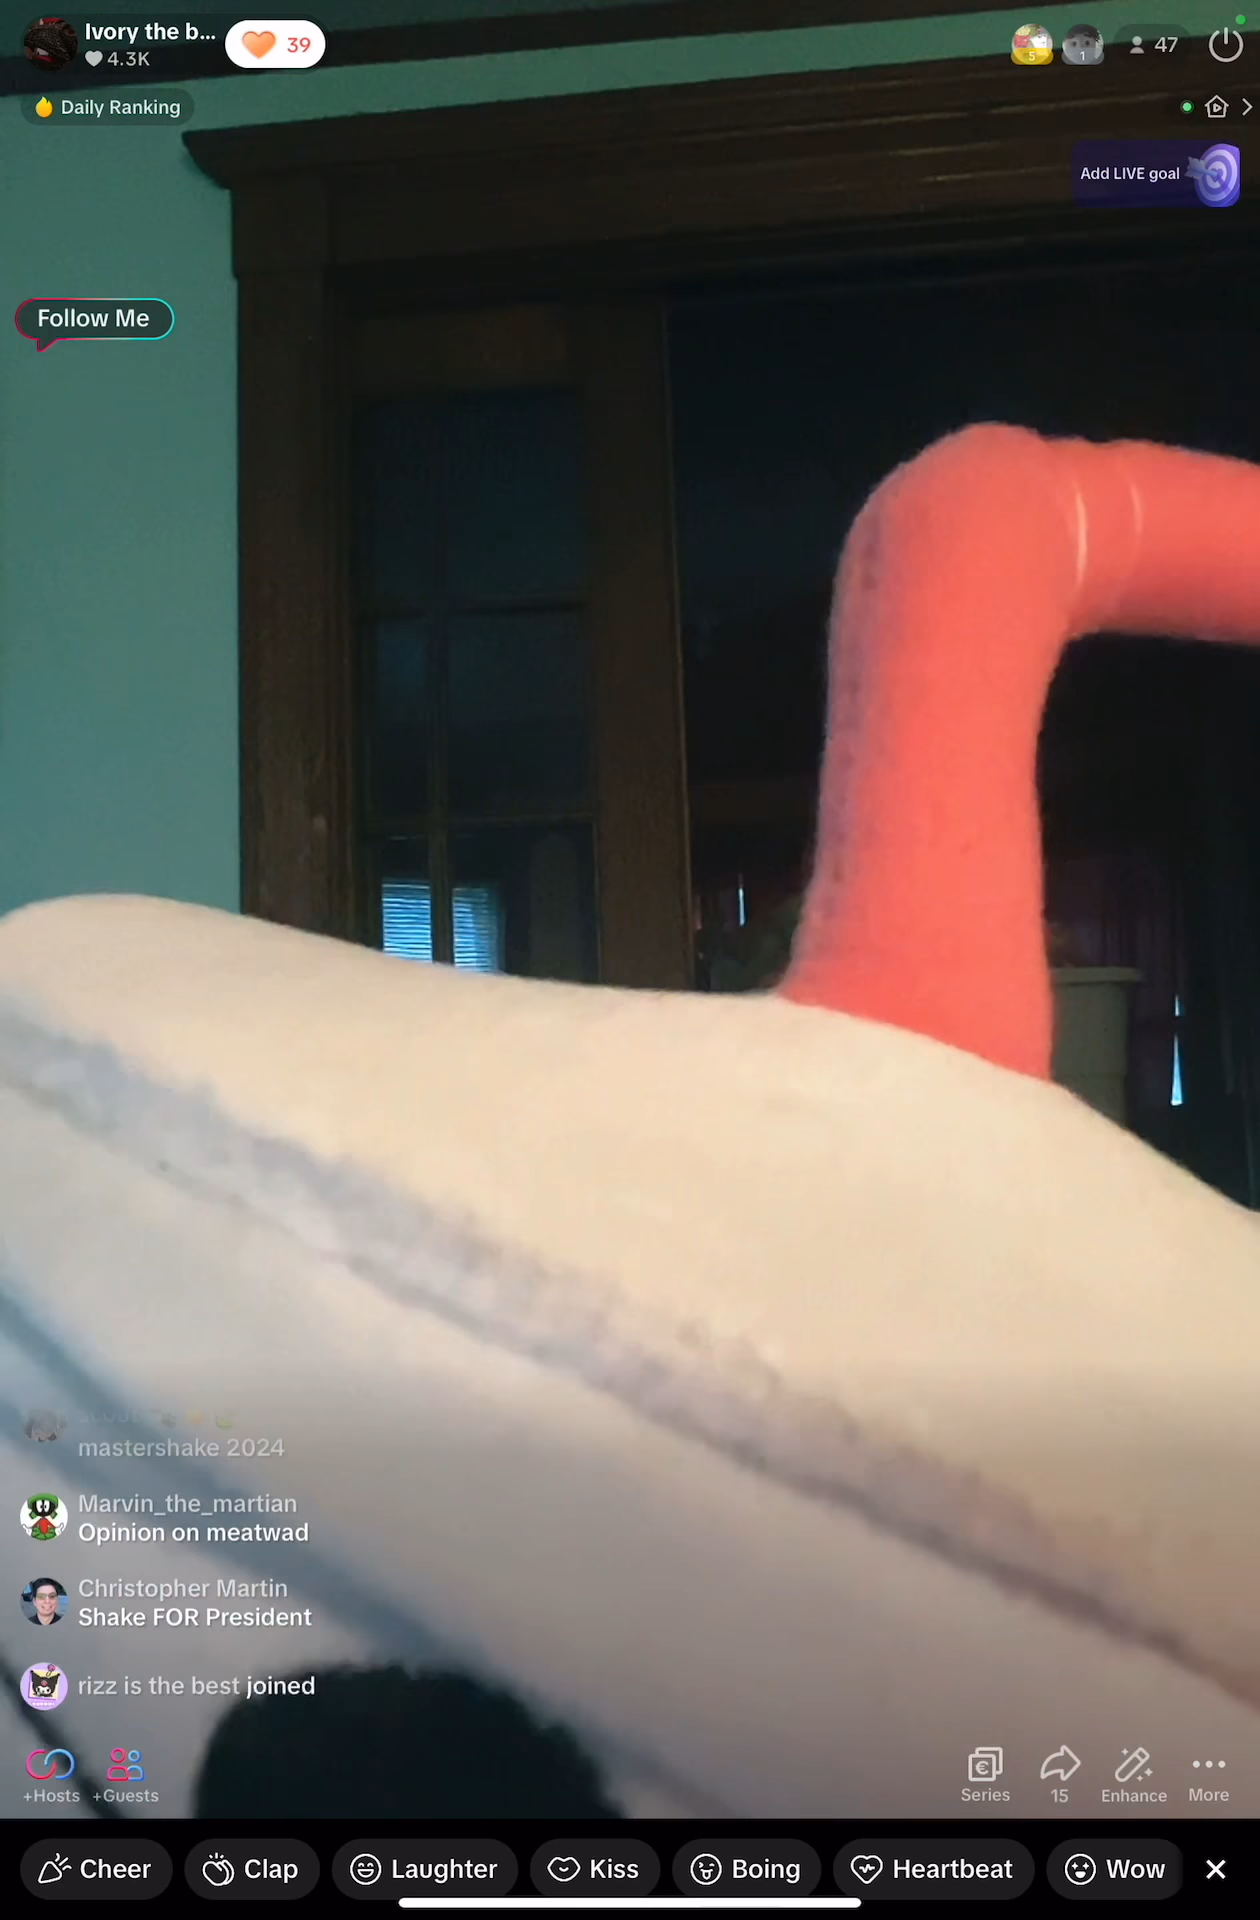 Ivory the b...
4.3K
39
5
1
47
Daily Ranking
Add LIVE goal
Follow Me
mastershake 2024
Marvin_the_martian
Opinion on meatwad
Christopher Martin
Shake FOR President
rizz is the best joined
+Hosts
+Guests
Series
15
Enhance
More
Cheer
Clap
Laughter
Kiss
Boing
Heartbeat
Wow